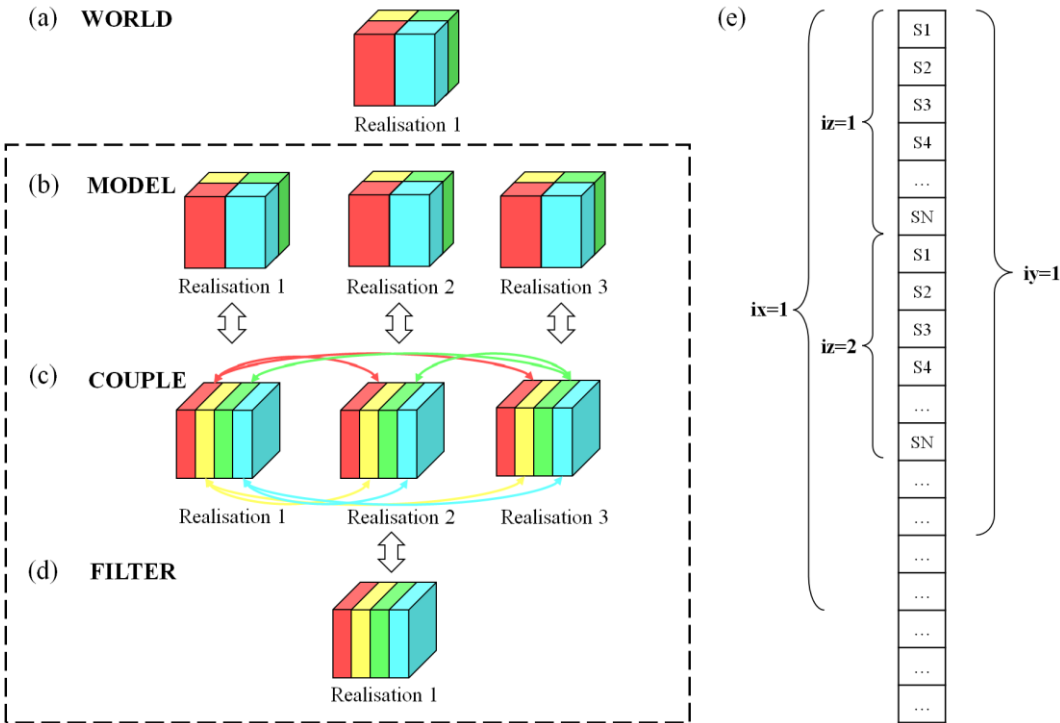 (a) WORLD
Realisation 1
(b) MODEL
Realisation 1 Realisation 2 Realisation 3
(c) COUPLE
Realisation 1 Realisation 2 Realisation 3
(d) FILTER
Realisation 1
(e)
S1
S2
S3
iz=1
S4
...
SN
S1
S2
iy=1
ix=1
S3
iz=2
S4
...
SN
...
...
...
...
...
...
...